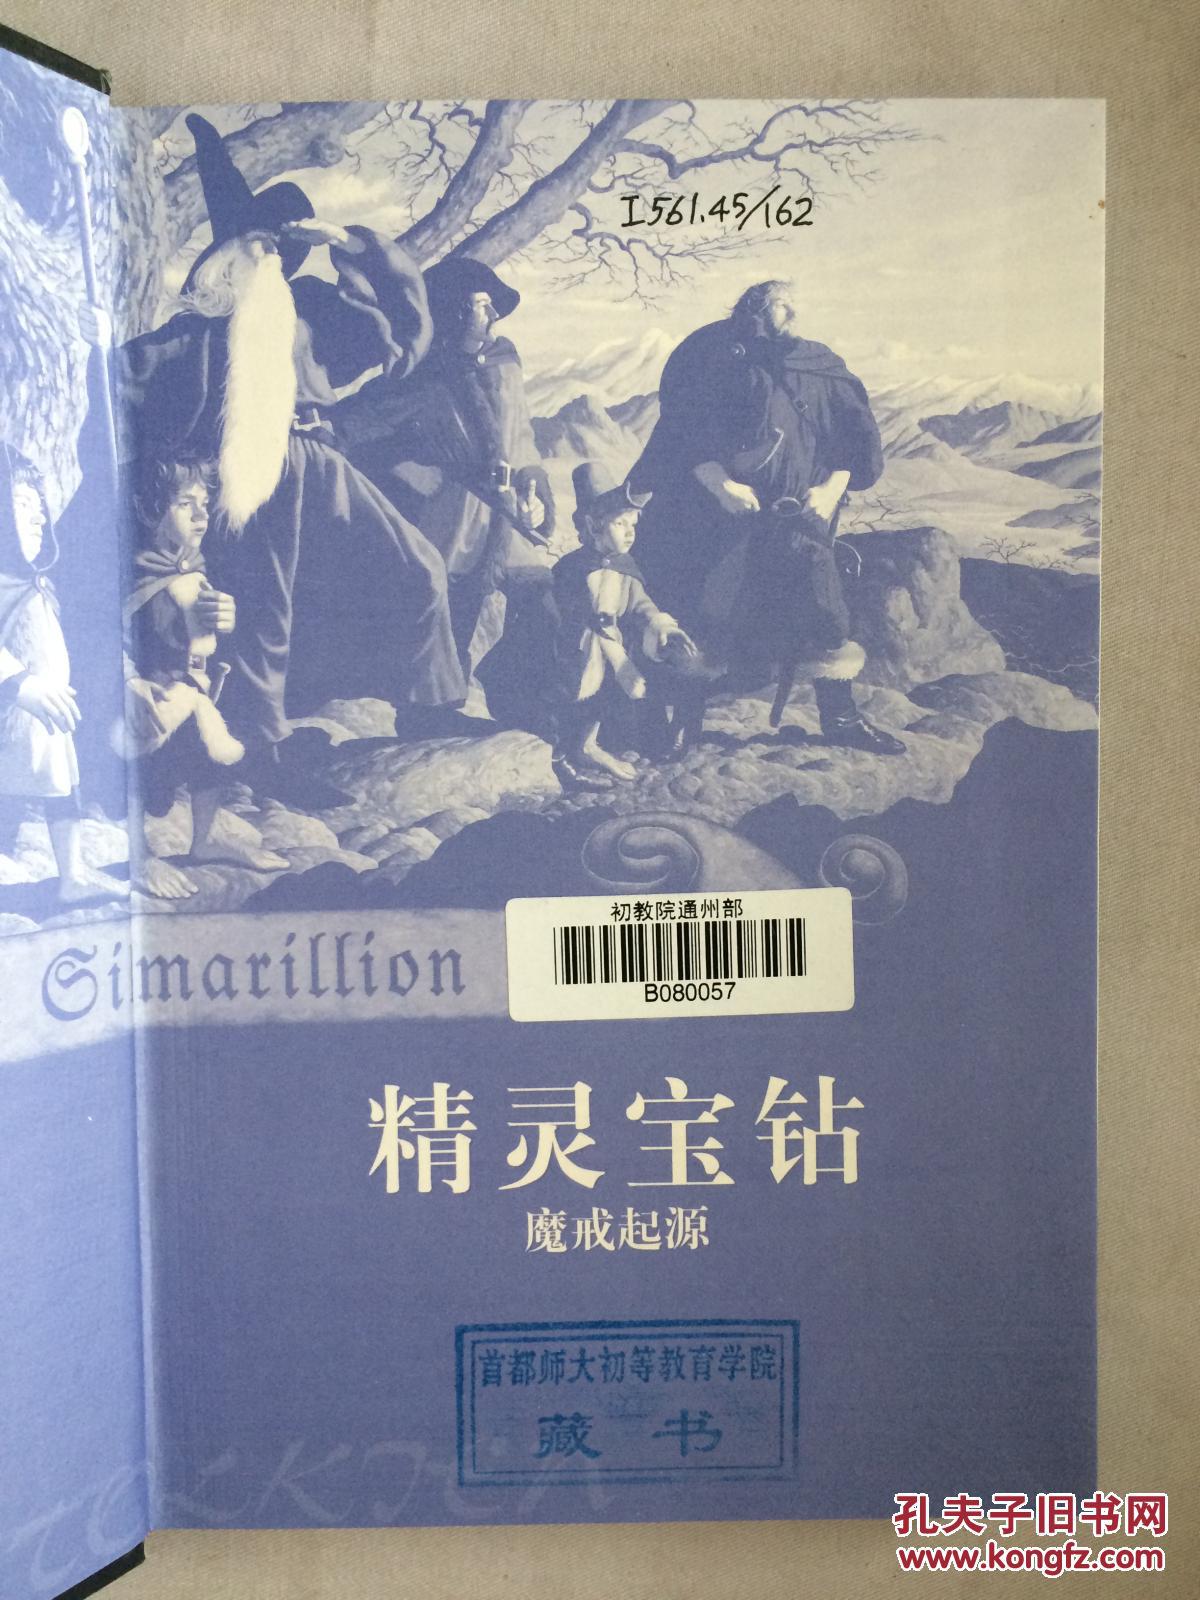 I561.45/162
Simarillion
初教院通州部
B080057
精灵宝钻
魔戒起源
首都师大初等教育学院
藏书
孔夫子旧书网
www.kongfz.com